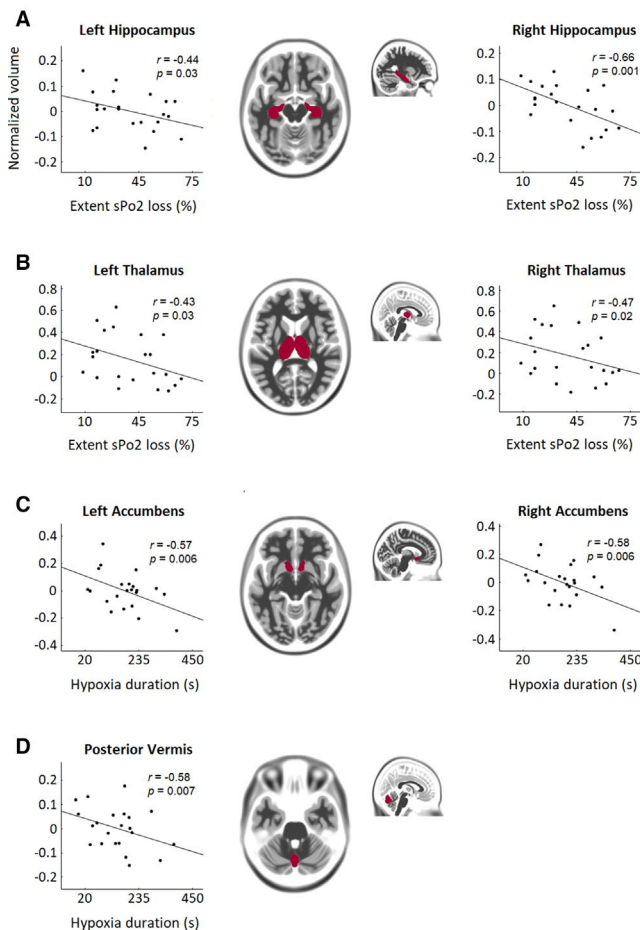 A
Left Hippocampus
Right Hippocampus
Normalized volume
0.2
0.1
0
-0.1
-0.2
r = -0.44
p = 0.03
10 45 75
Extent sPo2 loss (%)
0.2
0.1
0
-0.1
-0.2
r = -0.66
p = 0.001
10 45 75
Extent sPo2 loss (%)
B
Left Thalamus
Right Thalamus
0.8
0.6
0.4
0.2
0
-0.2
r = -0.43
p = 0.03
10 45 75
Extent sPo2 loss (%)
0.8
0.6
0.4
0.2
0
-0.2
r = -0.47
p = 0.02
10 45 75
Extent sPo2 loss (%)
C
Left Accumbens
Right Accumbens
0.4
0.2
0
-0.2
-0.4
r = -0.57
p = 0.006
20 235 450
Hypoxia duration (s)
0.4
0.2
0
-0.2
-0.4
r = -0.58
p = 0.006
20 235 450
Hypoxia duration (s)
D
Posterior Vermis
0.2
0.1
0
-0.1
-0.2
r = -0.58
p = 0.007
20 235 450
Hypoxia duration (s)